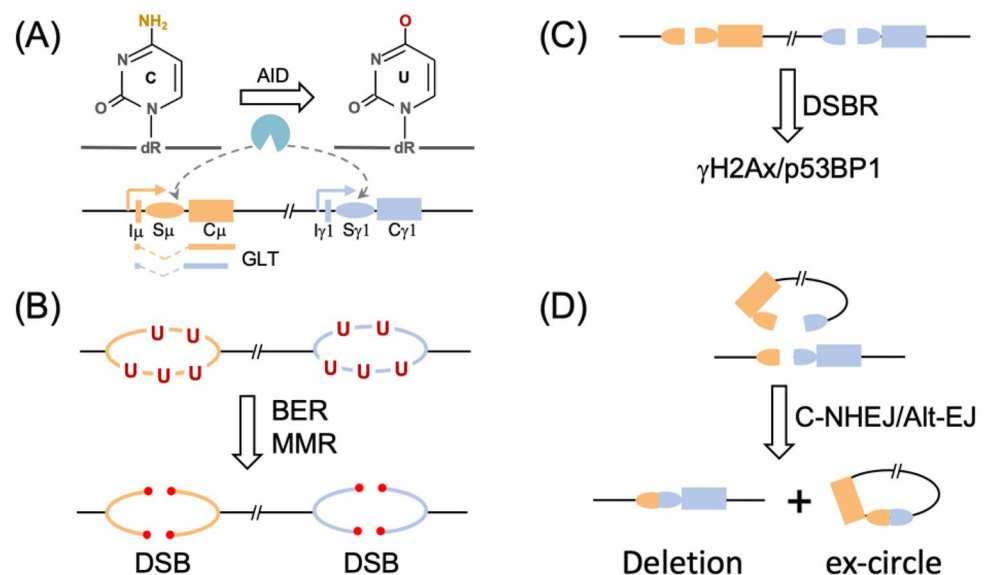 (A)
NH₂
N
C
O
N
dR
AID
O
N
U
O
N
dR
Iμ Sμ Cμ
//
Iγ1 Sγ1 Cγ1
GLT
(B)
U U
U U U
//
U U
U U U
BER
MMR
//
DSB
DSB
(C)
//
DSBR
γH2Ax/p53BP1
(D)
//
C-NHEJ/Alt-EJ
//
+
Deletion
ex-circle